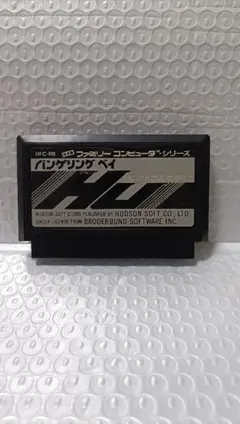 HFC-RB
ファミリー コンピュータ™シリーズ
バンゲリング ベイ
HUDSON SOFT © 1985 PUBLISHED BY HUDSON SOFT CO., LTD.
UNDER LICENSE FROM BRODERBUND SOFTWARE INC.